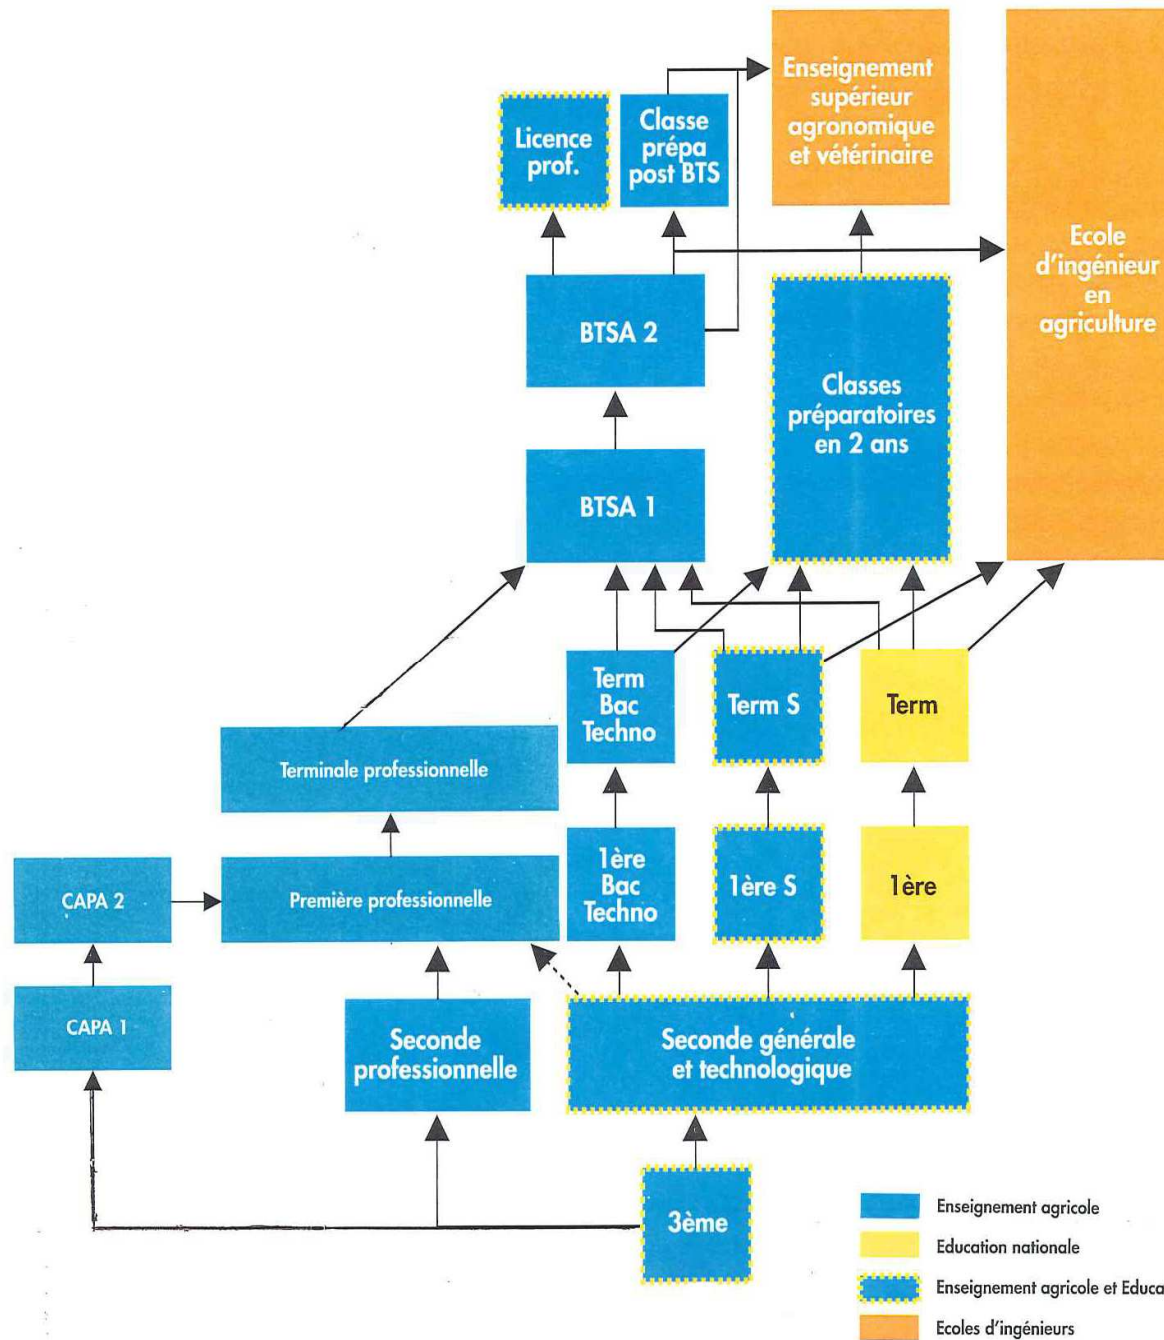 Enseignement
supérieur
agronomique
et vétérinaire
Licence
prof.
Classe
prépa
post BTS
Ecole
d'ingénieur
en
agriculture
BTSA 2
Classes
préparatoires
en 2 ans
BTSA 1
Term
Bac
Techno
Term S
Term
Terminale professionnelle
1ère
Bac
Techno
1ère S
1ère
CAPA 2
Première professionnelle
CAPA 1
Seconde
professionnelle
Seconde générale
et technologique
3ème
Enseignement agricole
Education nationale
Enseignement agricole et Educa
Ecoles d'ingénieurs